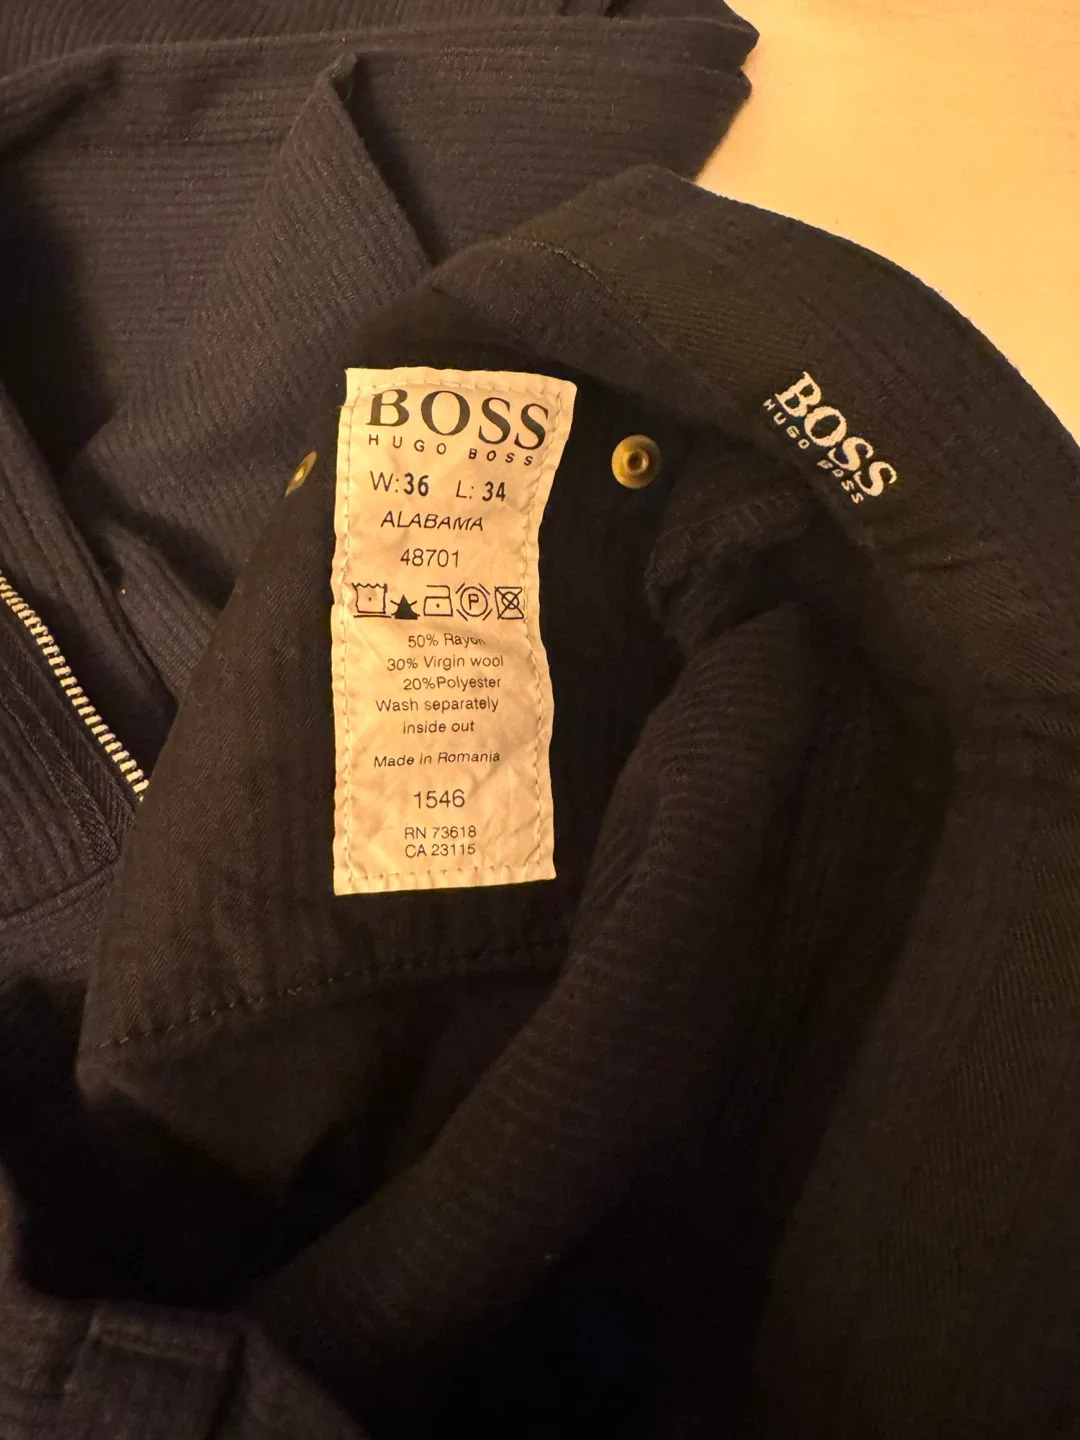 BOSS
HUGO BOSS
W:36 L: 34
ALABAMA
48701
P
50% Rayon
30% Virgin wool
20%Polyester
Wash separately
inside out
Made in Romania
1546
RN 73618
CA 23115
BOSS
HUGO BOSS